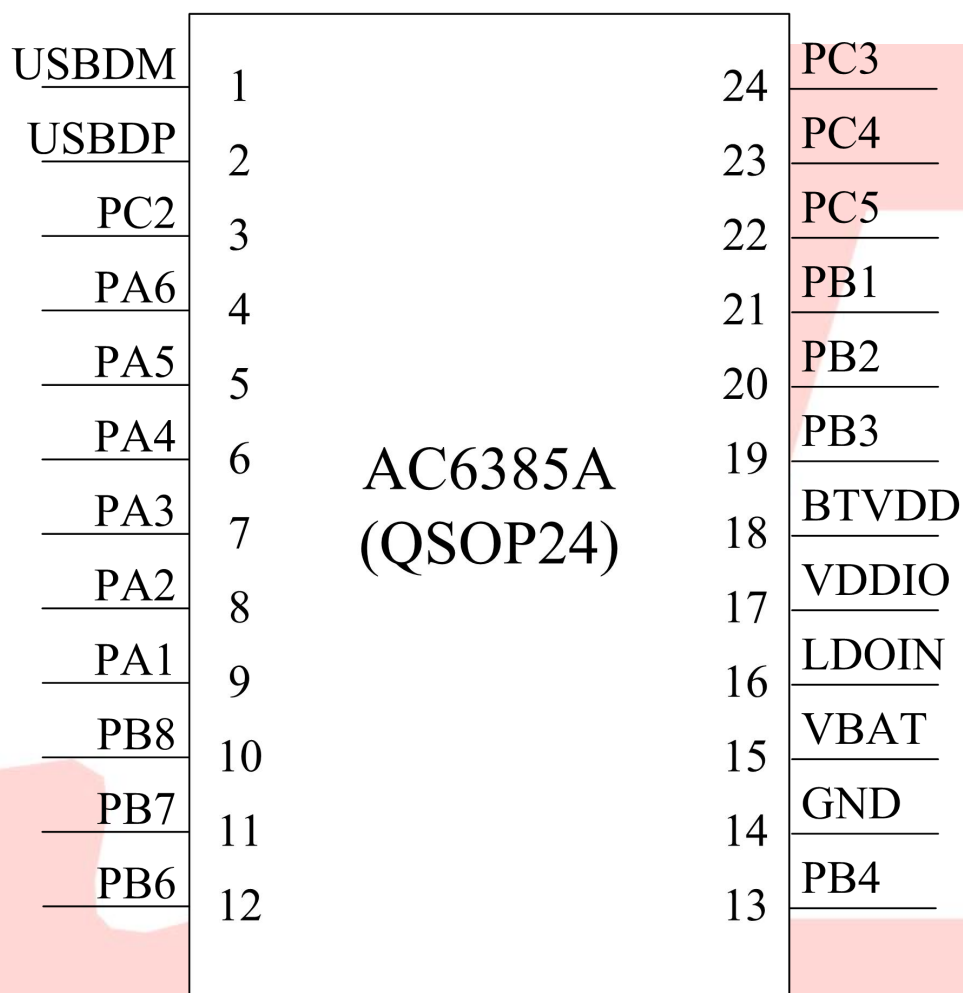 USBDM 1 24 PC3
USBDP 2 23 PC4
PC2 3 22 PC5
PA6 4 21 PB1
PA5 5 20 PB2
PA4 6 19 PB3
AC6385A
PA3 7 18 BTVDD
(QSOP24)
PA2 8 17 VDDIO
PA1 9 16 LDOIN
PB8 10 15 VBAT
PB7 11 14 GND
PB6 12 13 PB4